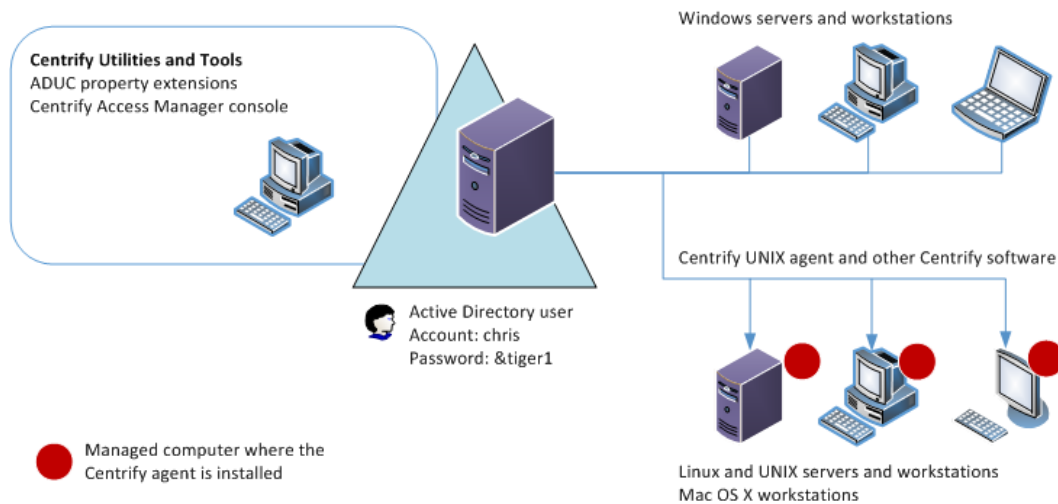 Windows servers and workstations
Centrify Utilities and Tools
ADUC property extensions
Centrify Access Manager console
Centrify UNIX agent and other Centrify software
Active Directory user
Account: chris
Password: &tiger1
Managed computer where the
Centrify agent is installed
Linux and UNIX servers and workstations
Mac OS X workstations